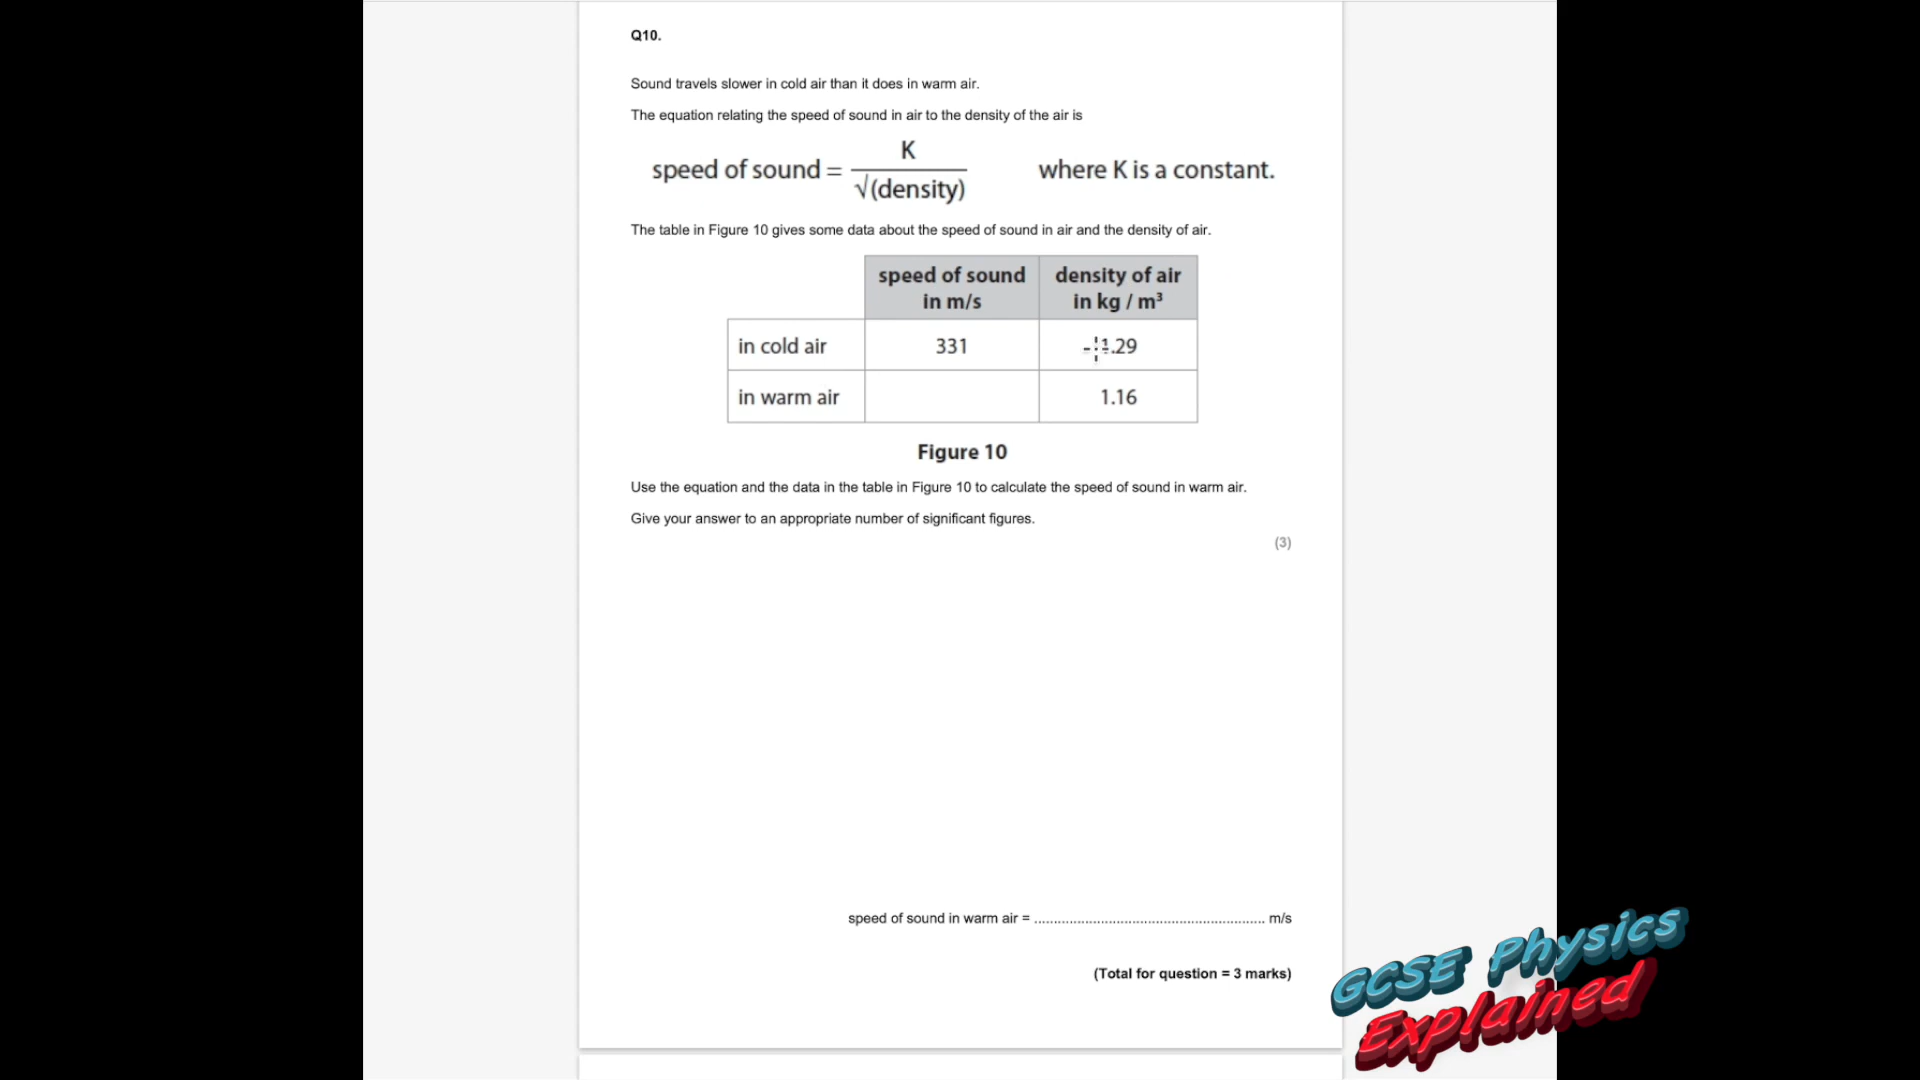 Q10.
Sound travels slower in cold air than it does in warm air.
The equation relating the speed of sound in air to the density of the air is
speed of sound = K / √(density) where K is a constant.
The table in Figure 10 gives some data about the speed of sound in air and the density of air.
speed of sound in m/s density of air in kg / m³
in cold air 331 1.29
in warm air 1.16
Figure 10
Use the equation and the data in the table in Figure 10 to calculate the speed of sound in warm air.
Give your answer to an appropriate number of significant figures.
(3)
speed of sound in warm air = .......................................................... m/s
(Total for question = 3 marks)
GCSE Physics
Explained